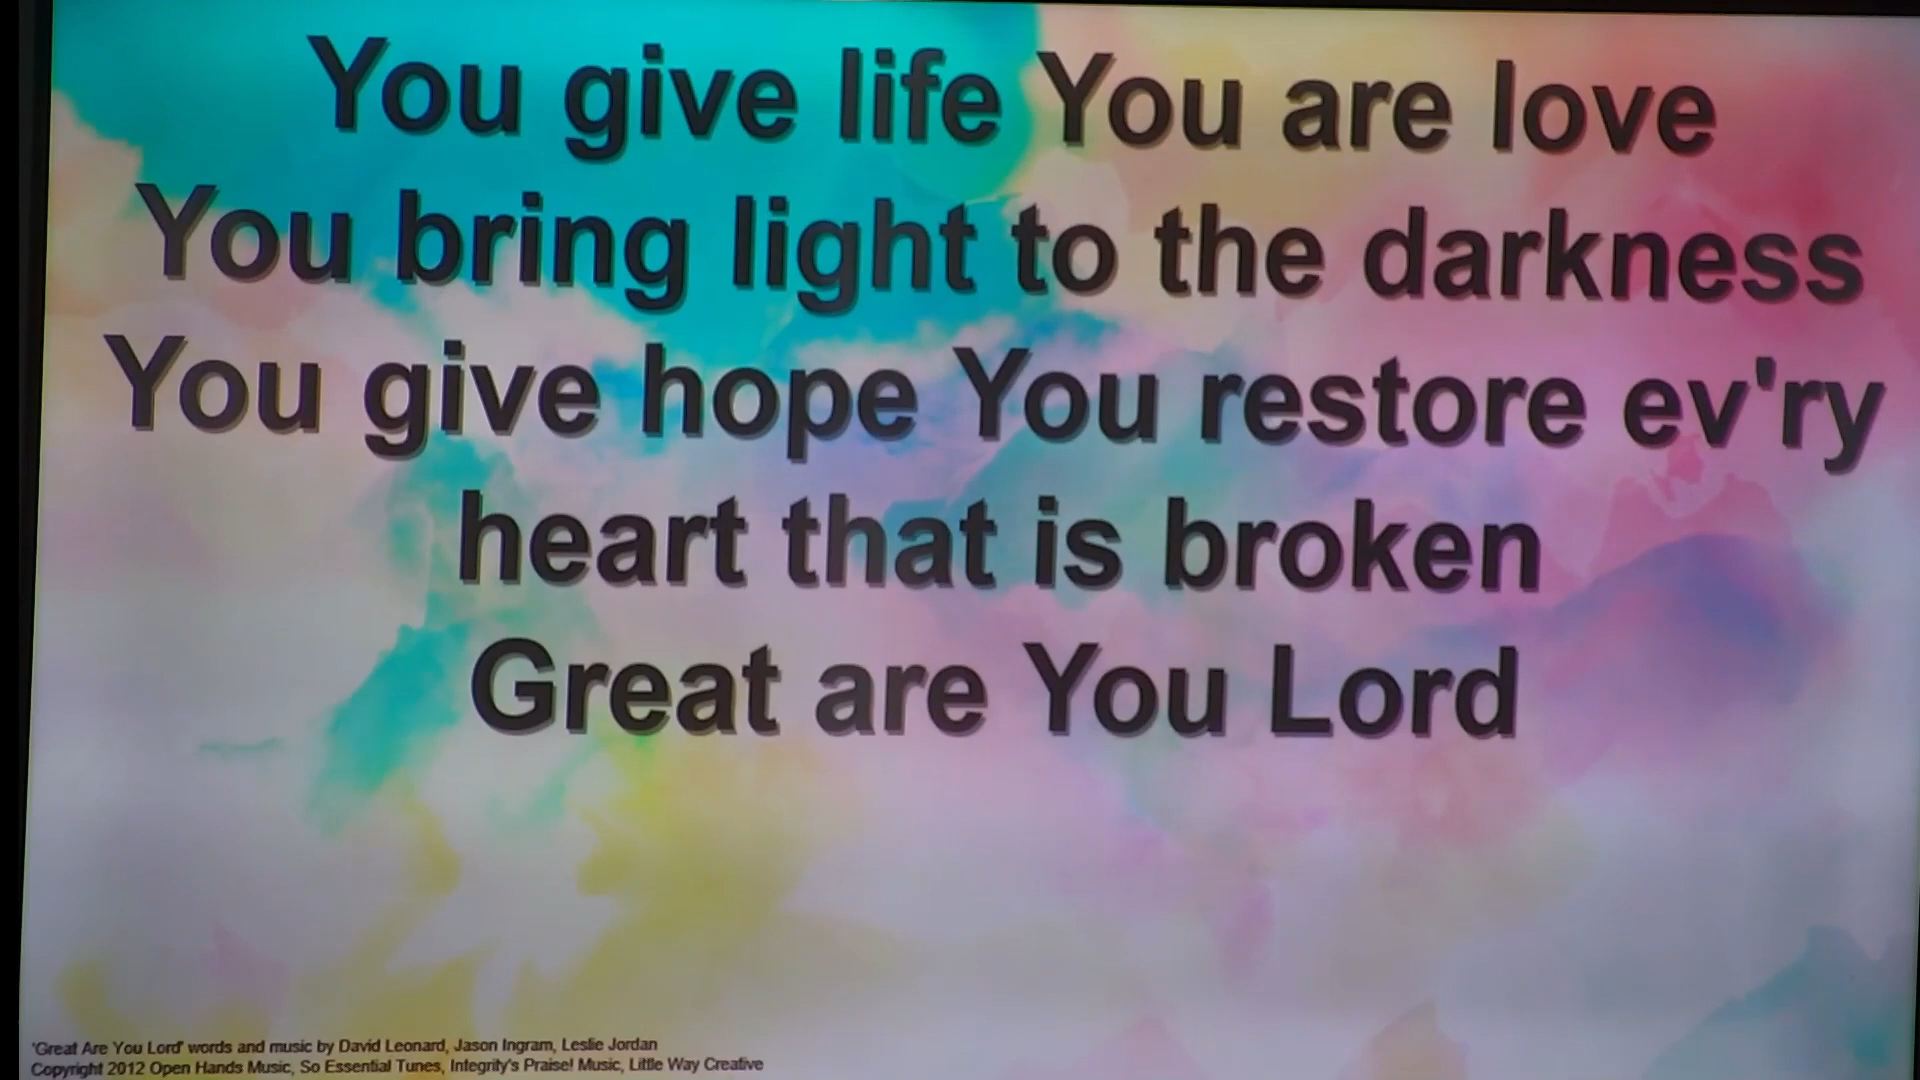 You give life You are love
You bring light to the darkness
You give hope You restore ev'ry
heart that is broken
Great are You Lord
'Great Are You Lord' words and music by David Leonard, Jason Ingram, Leslie Jordan
Copyright 2012 Open Hands Music, So Essential Tunes, Integrity's Praise! Music, Little Way Creative